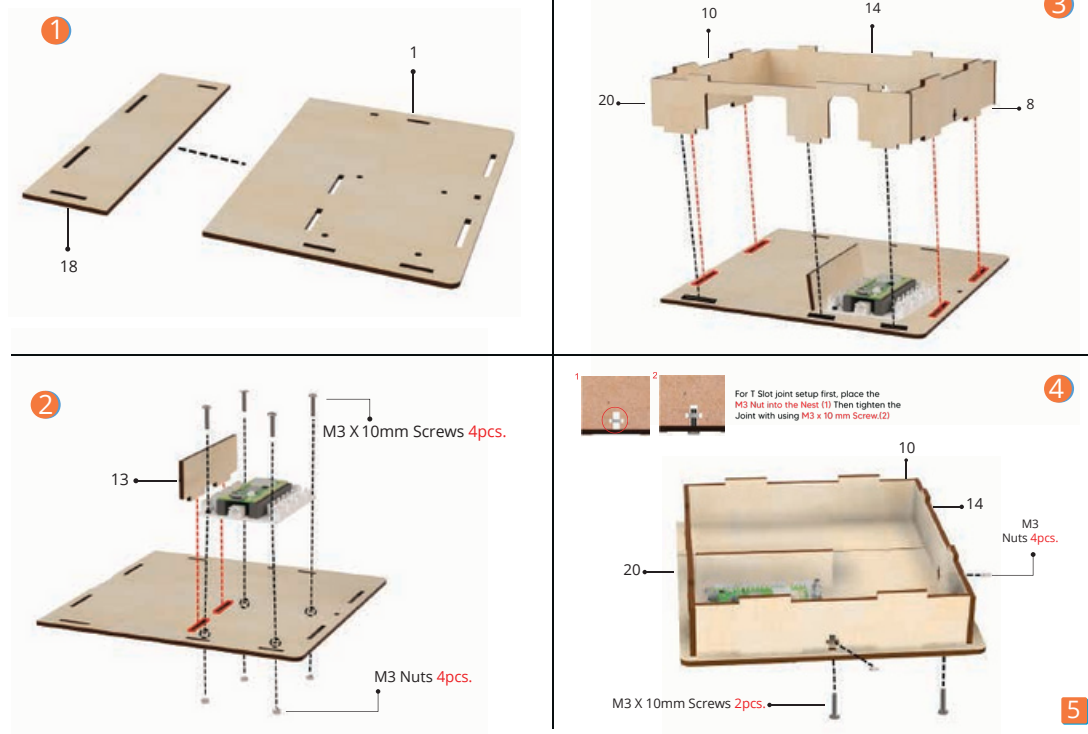 1
1
18
2
M3 X 10mm Screws 4pcs.
13
M3 Nuts 4pcs.
3
10
14
20
8
4
1
2
For T Slot joint setup first, place the
M3 Nut into the Nest (1) Then tighten the
Joint with using M3 x 10 mm Screw.(2)
10
14
M3
Nuts 4pcs.
20
M3 X 10mm Screws 2pcs.
5